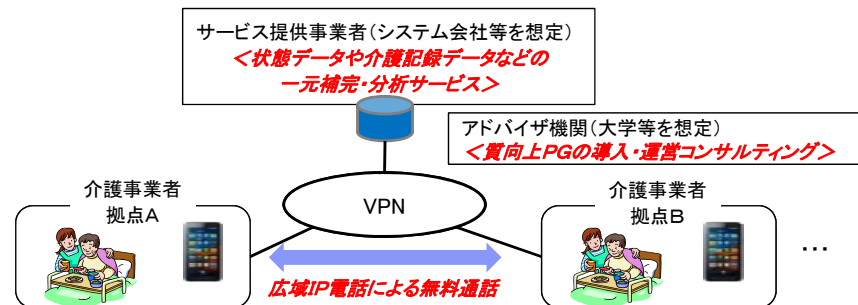 サービス提供事業者(システム会社等を想定)
<状態データや介護記録データなどの
一元補完・分析サービス>
アドバイザ機関(大学等を想定)
<質向上PGの導入・運営コンサルティング>
介護事業者
拠点A
VPN
介護事業者
拠点B
…
広域IP電話による無料通話